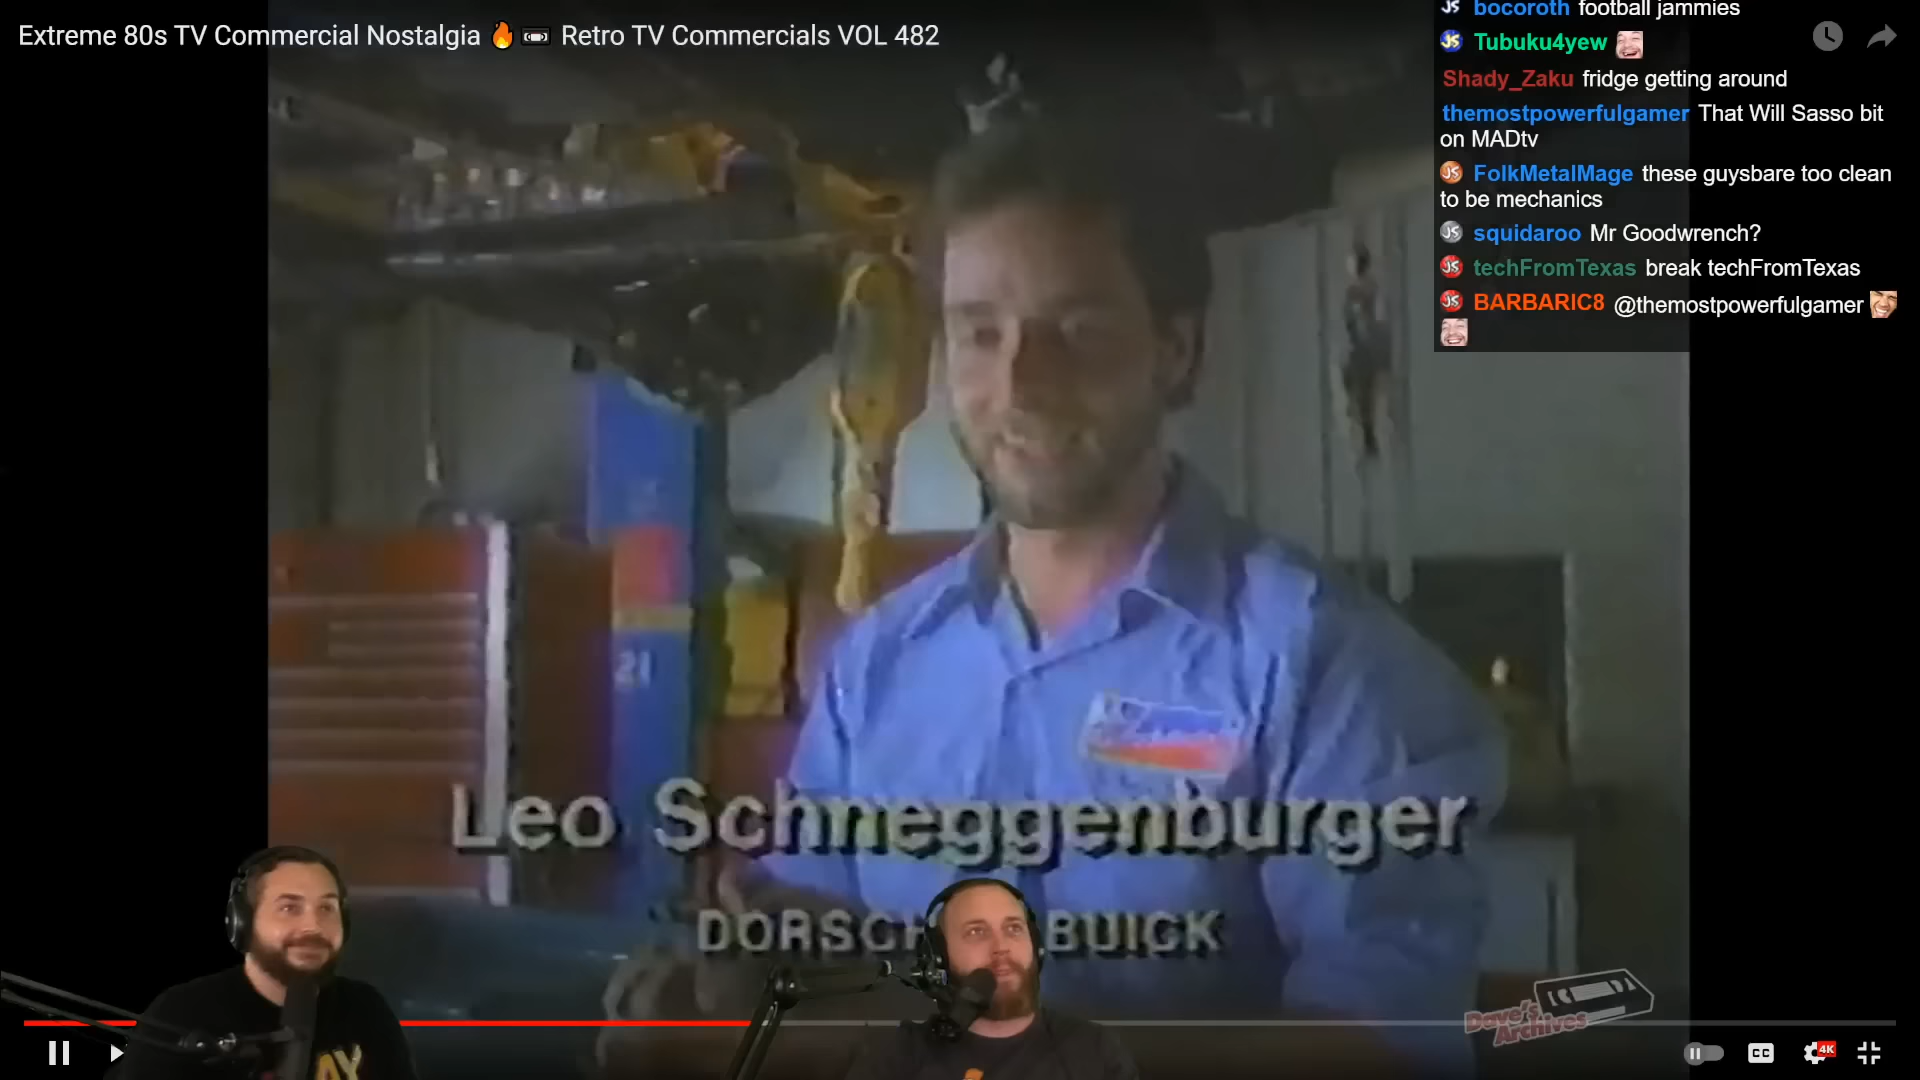 Extreme 80s TV Commercial Nostalgia 🔥📼 Retro TV Commercials VOL 482
bocoroth football jammies
Tubuku4yew
Shady_Zaku fridge getting around
themostpowerfulgamer That Will Sasso bit
on MADtv
FolkMetalMage these guysbare too clean
to be mechanics
squidaroo Mr Goodwrench?
techFromTexas break techFromTexas
BARBARIC8 @themostpowerfulgamer
21
Leo Schneggenburger
BUICK
Dave's
Archives
CC
4K